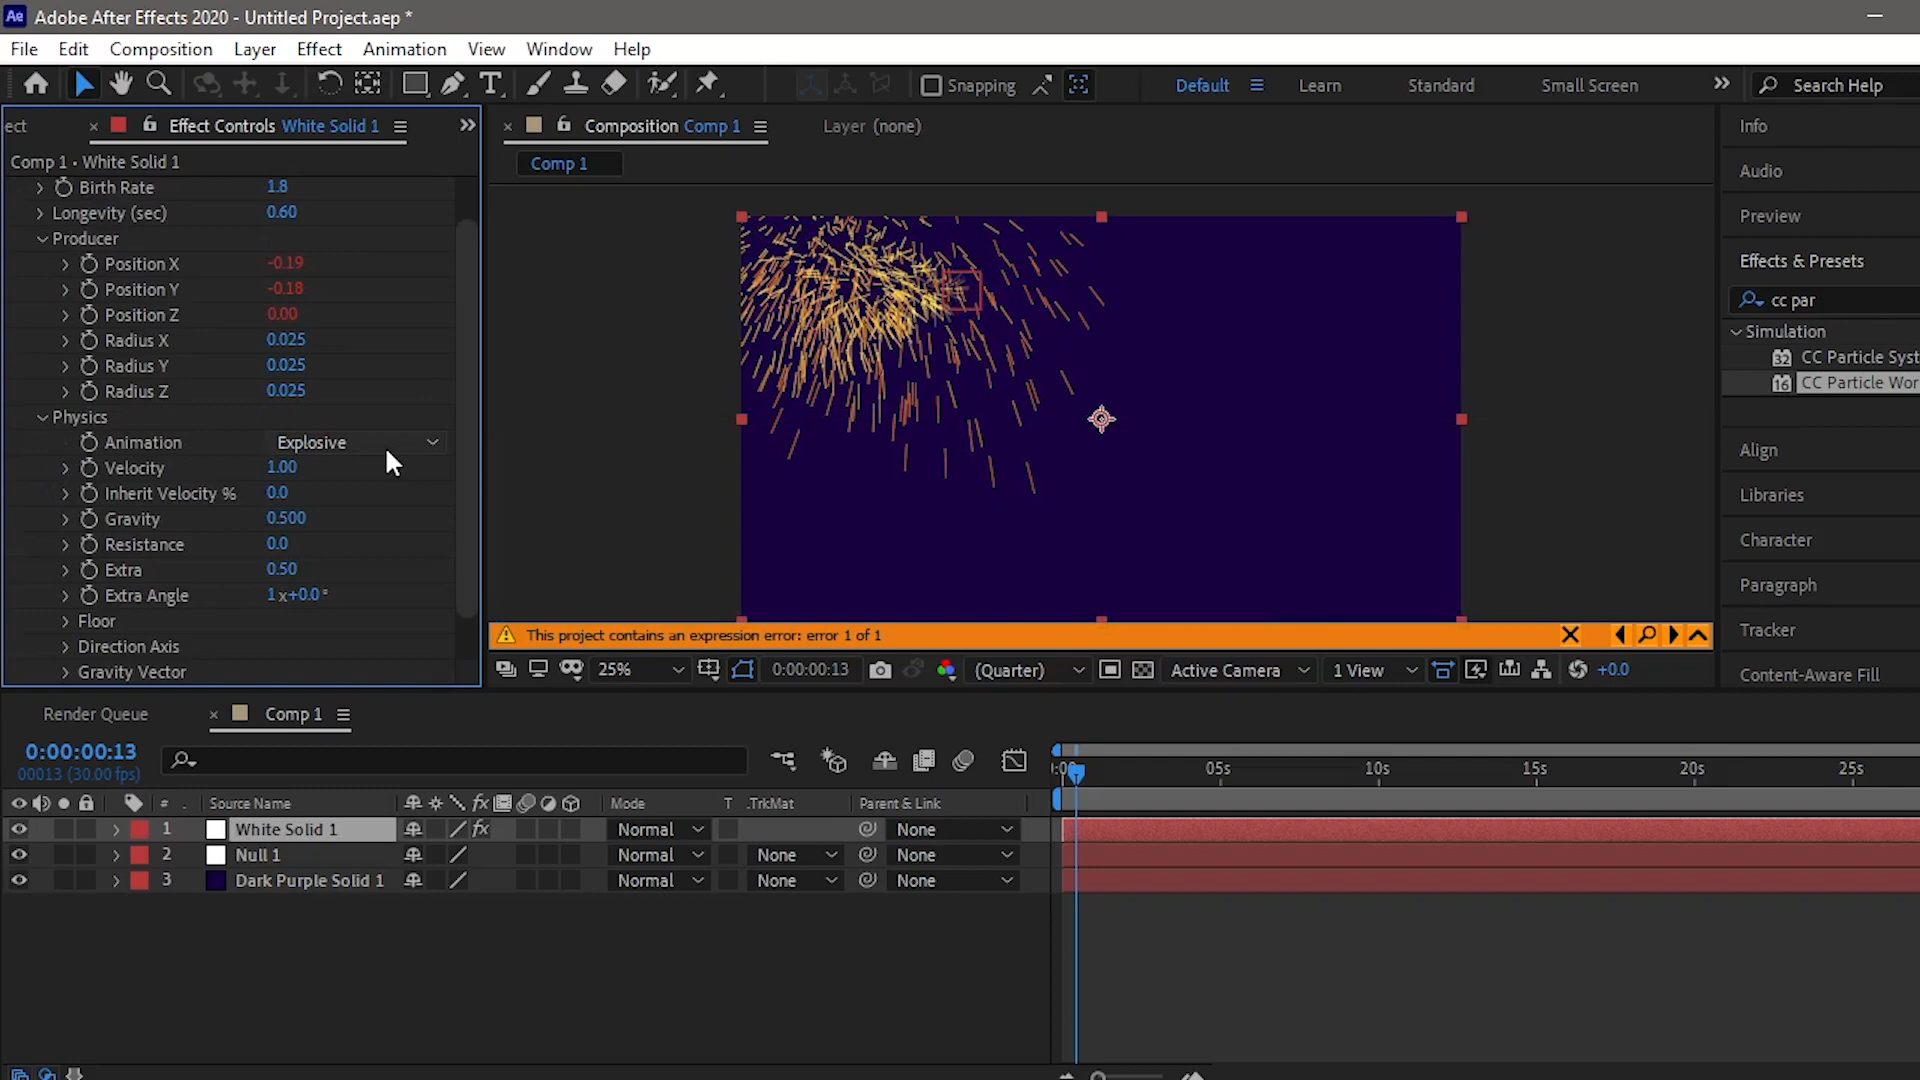 Ae Adobe After Effects 2020 - Untitled Project.aep *
File Edit Composition Layer Effect Animation View Window Help
Snapping Default Learn Standard Small Screen Search Help
ect Effect Controls White Solid 1
Comp 1 · White Solid 1
Birth Rate 1.8
Longevity (sec) 0.60
Producer
Position X -0.19
Position Y -0.18
Position Z 0.00
Radius X 0.025
Radius Y 0.025
Radius Z 0.025
Physics
Animation Explosive
Velocity 1.00
Inherit Velocity % 0.0
Gravity 0.500
Resistance 0.0
Extra 0.50
Extra Angle 1x+0.0°
Floor
Direction Axis
Gravity Vector
Composition Comp 1 Layer (none)
Comp 1
This project contains an expression error: error 1 of 1
25% 0:00:00:13 (Quarter) Active Camera 1 View +0.0
Info
Audio
Preview
Effects & Presets
cc par
Simulation
32 CC Particle Syst
16 CC Particle Wor
Align
Libraries
Character
Paragraph
Tracker
Content-Aware Fill
Render Queue Comp 1
0:00:00:13
00013 (30.00 fps)
05s 10s 15s 20s 25s
# Source Name fx Mode T .TrkMat Parent & Link
1 White Solid 1 fx Normal None
2 Null 1 Normal None None
3 Dark Purple Solid 1 Normal None None